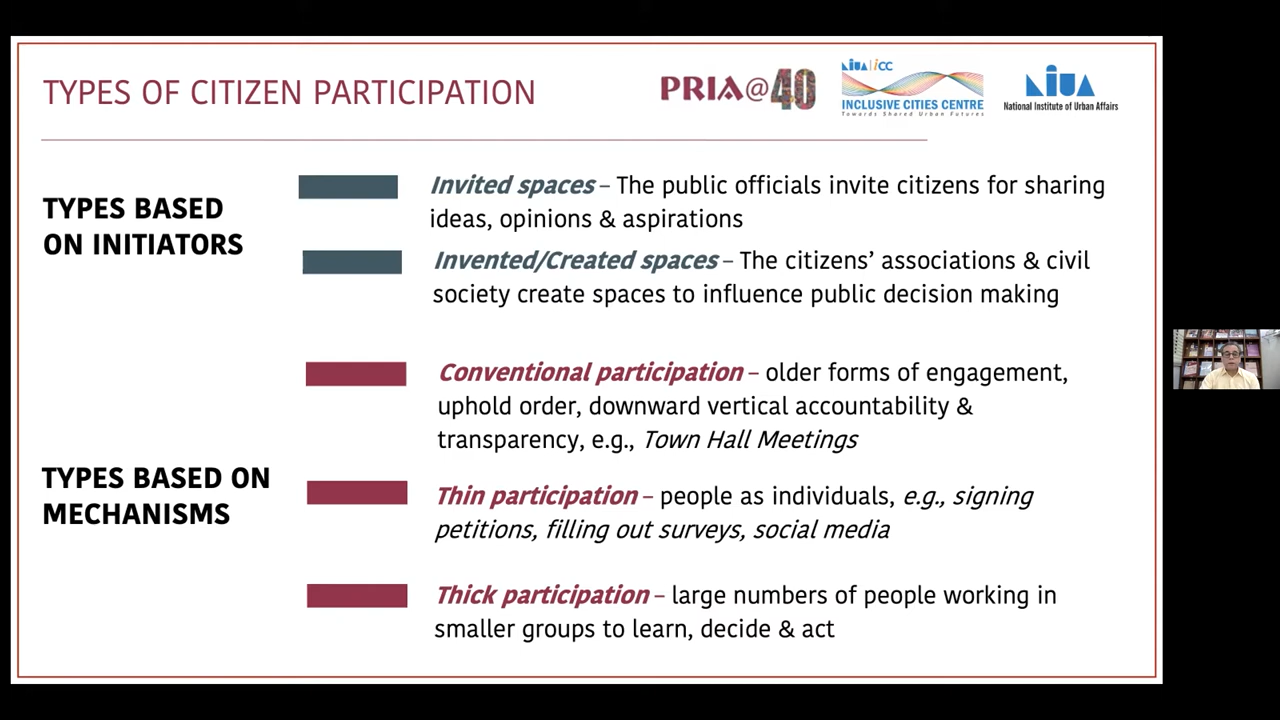 TYPES OF CITIZEN PARTICIPATION
PRIA@40
NIUA|iCC
INCLUSIVE CITIES CENTRE
Towards Shared Urban Futures
NIUA
National Institute of Urban Affairs
TYPES BASED
ON INITIATORS
Invited spaces – The public officials invite citizens for sharing
ideas, opinions & aspirations
Invented/Created spaces – The citizens’ associations & civil
society create spaces to influence public decision making
TYPES BASED ON
MECHANISMS
Conventional participation – older forms of engagement,
uphold order, downward vertical accountability &
transparency, e.g., Town Hall Meetings
Thin participation – people as individuals, e.g., signing
petitions, filling out surveys, social media
Thick participation – large numbers of people working in
smaller groups to learn, decide & act